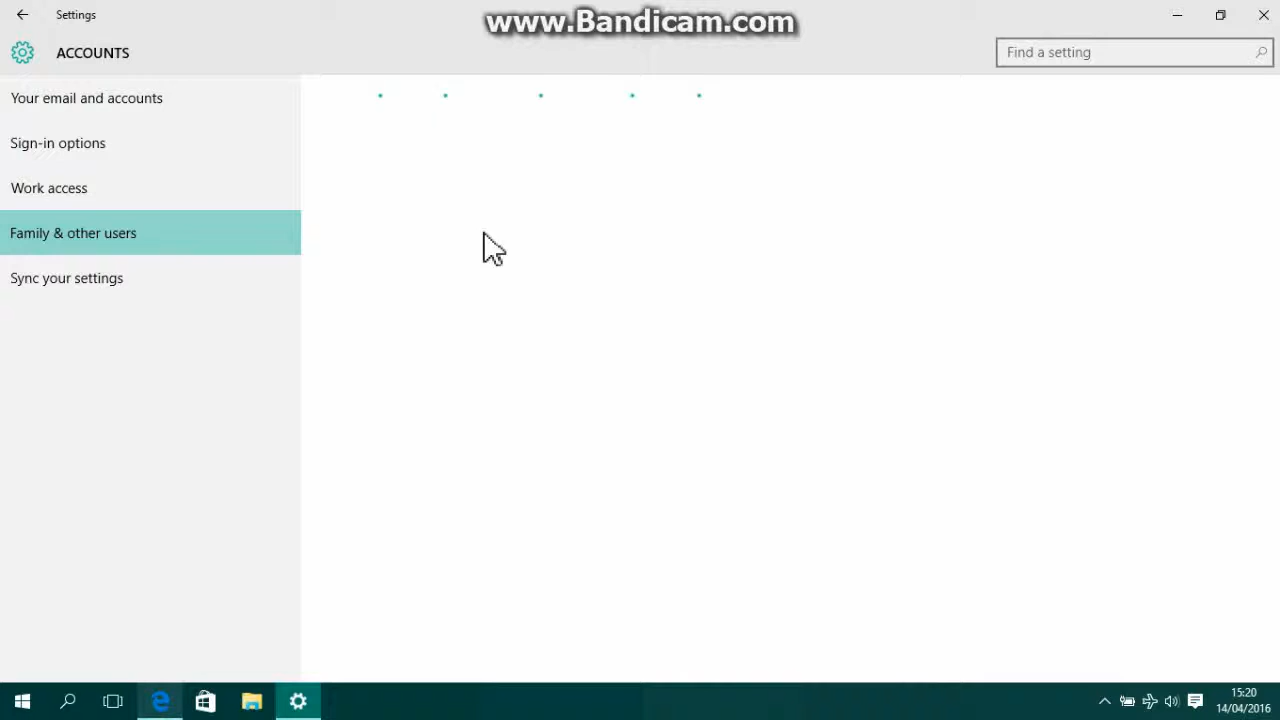 Settings
www.Bandicam.com
ACCOUNTS
Find a setting
Your email and accounts
Sign-in options
Work access
Family & other users
Sync your settings
15:20
14/04/2016